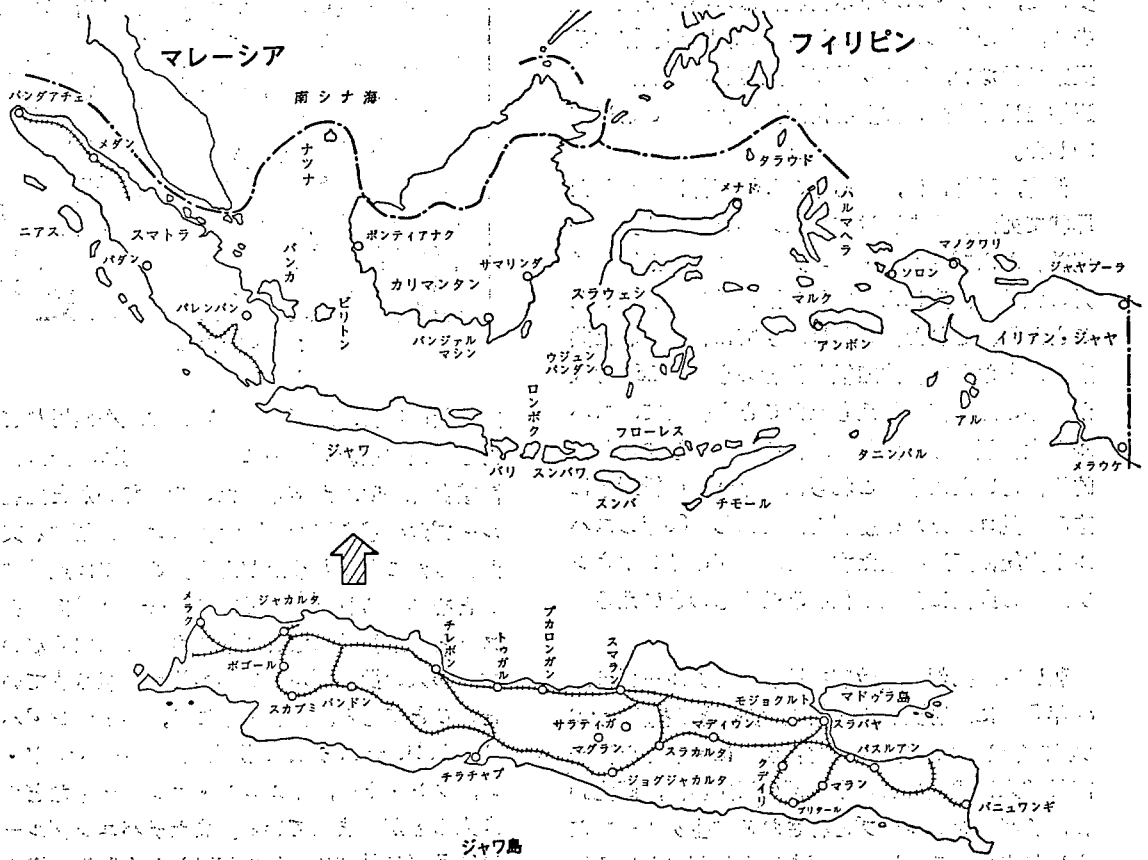 マレーシア
フィリピン
バンダアチェ
南シナ海
メダン
ナツナ
タラウド
メナド
ハルマヘラ
ニアス
スマトラ
パダン
バンカ
ポンティアナク
サマリンダ
マノクワリ
ソロン
ジャヤプーラ
パレンバン
ビリトン
カリマンタン
スラウェシ
マルク
アンボン
イリアン・ジャヤ
バンジァル
マシン
ウジュン
パンダン
ロンボク
フローレス
アル
ジャワ
バリ
スンバワ
タニンバル
メラウケ
スンバ
チモール
メラク
ジャカルタ
チレボン
トゥガル
プカロンガン
スマラン
ボゴール
スカブミ
バンドン
モジョクルト
マドゥラ島
サラティガ
マディウン
スラバヤ
マグラン
スラカルタ
パスルアン
チラチャプ
ジョグジャカルタ
クディリ
マラン
ブリタール
バニュワンギ
ジャワ島